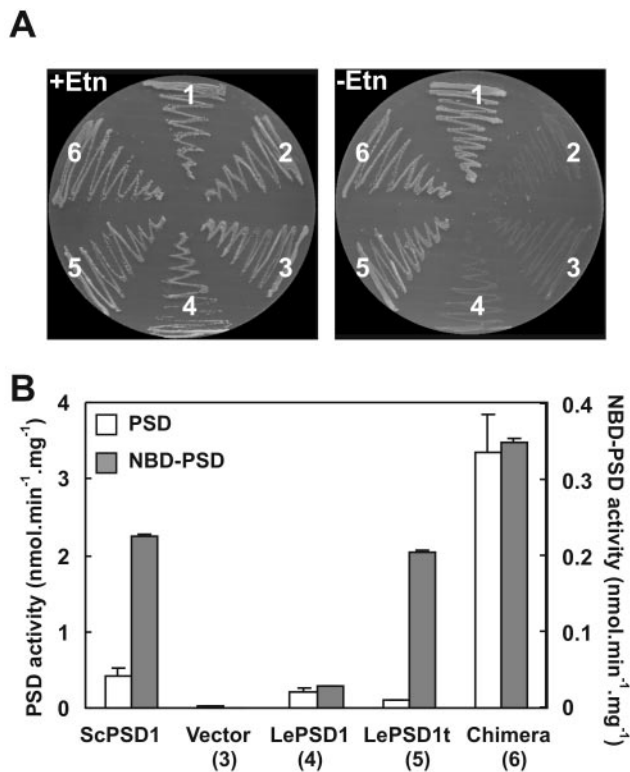 A
+Etn
1
2
3
4
5
6
-Etn
1
2
3
4
5
6
B
PSD activity (nmol.min⁻¹.mg⁻¹)
4
3
2
1
0
PSD
NBD-PSD
0.4
0.3
0.2
0.1
0
NBD-PSD activity (nmol.min⁻¹.mg⁻¹)
ScPSD1 Vector LePSD1 LePSD1t Chimera
(3) (4) (5) (6)